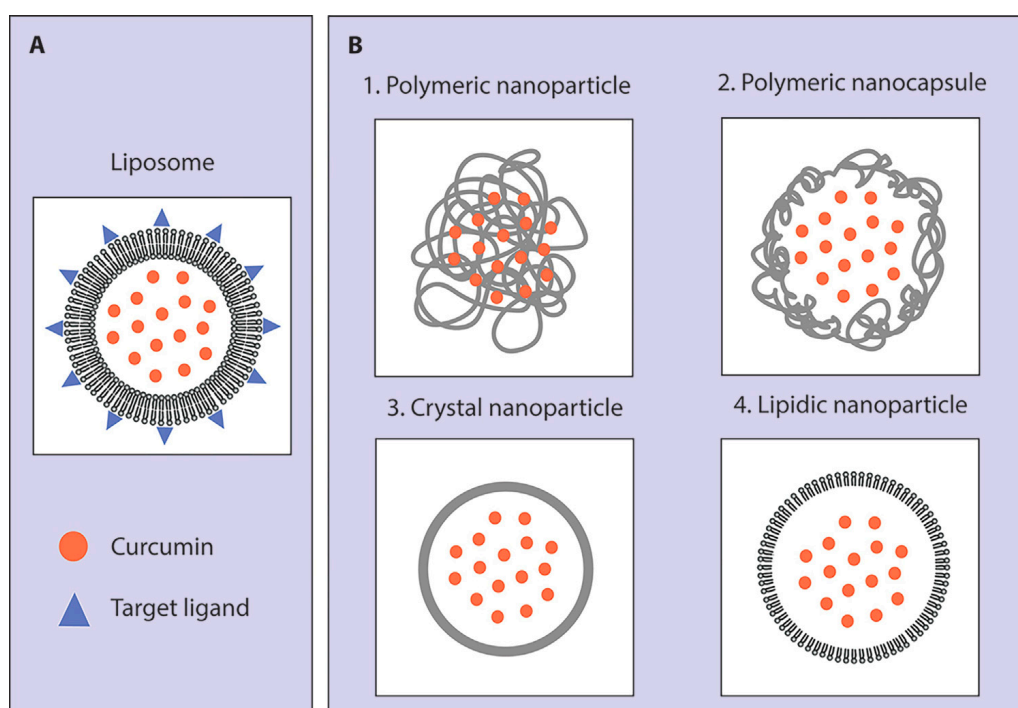 A
Liposome
Curcumin
Target ligand
B
1. Polymeric nanoparticle
2. Polymeric nanocapsule
3. Crystal nanoparticle
4. Lipidic nanoparticle